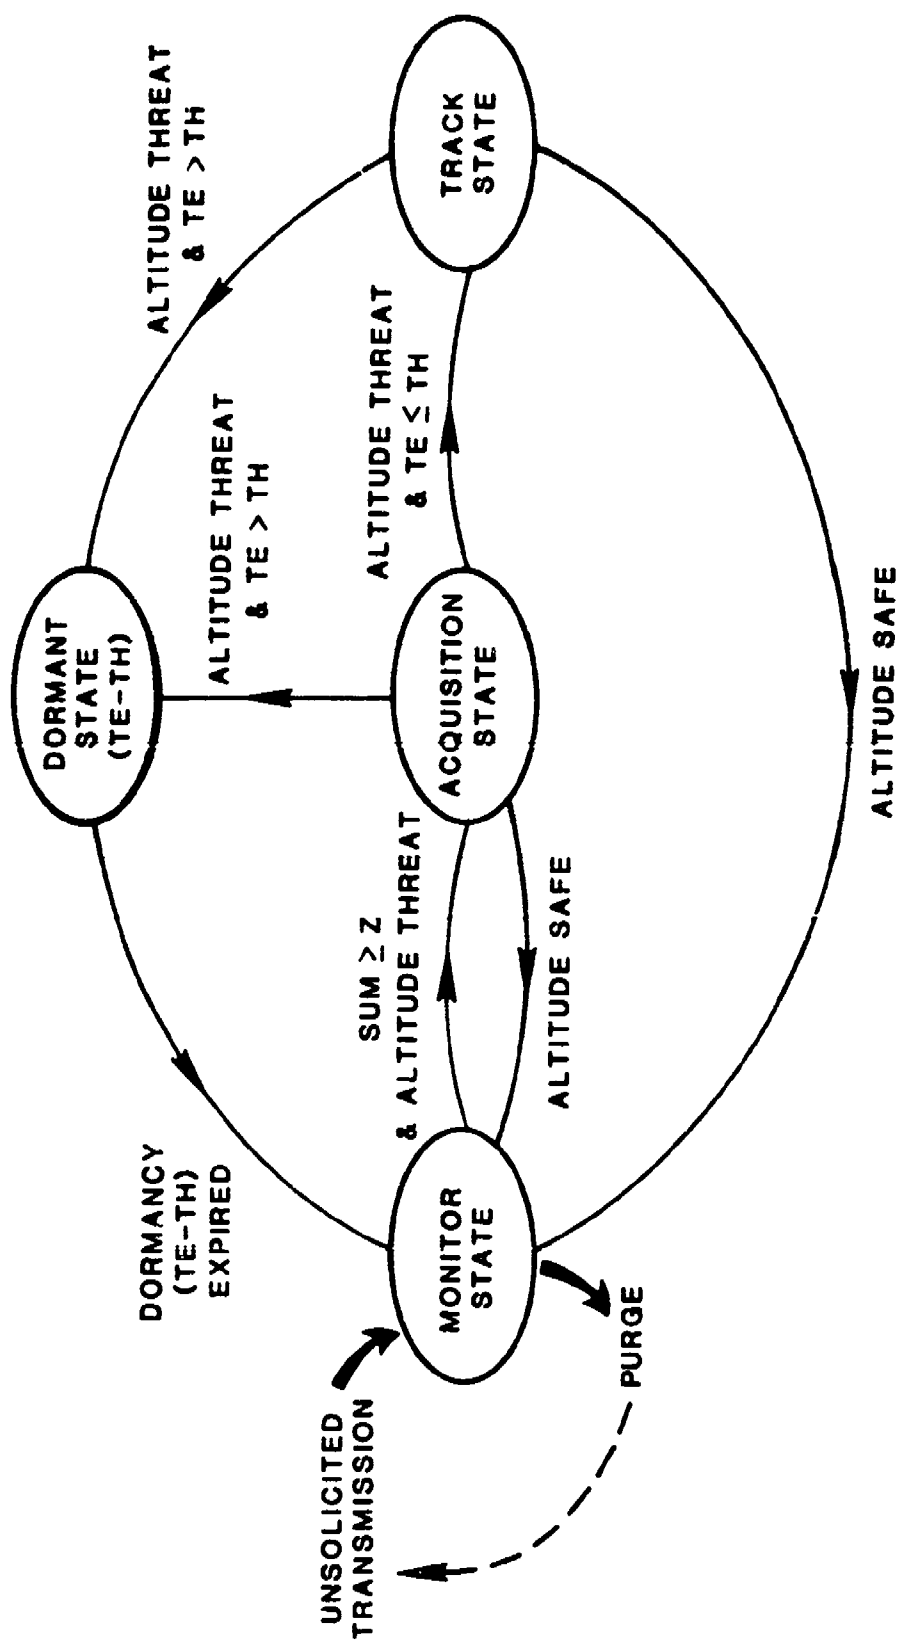 UNSOLICITED
TRANSMISSION
PURGE
MONITOR
STATE
DORMANCY
(TE-TH)
EXPIRED
SUM ≥ Z
& ALTITUDE THREAT
ALTITUDE SAFE
DORMANT
STATE
(TE-TH)
ACQUISITION
STATE
ALTITUDE THREAT
& TE > TH
ALTITUDE THREAT
& TE ≤ TH
ALTITUDE SAFE
ALTITUDE THREAT
& TE > TH
TRACK
STATE